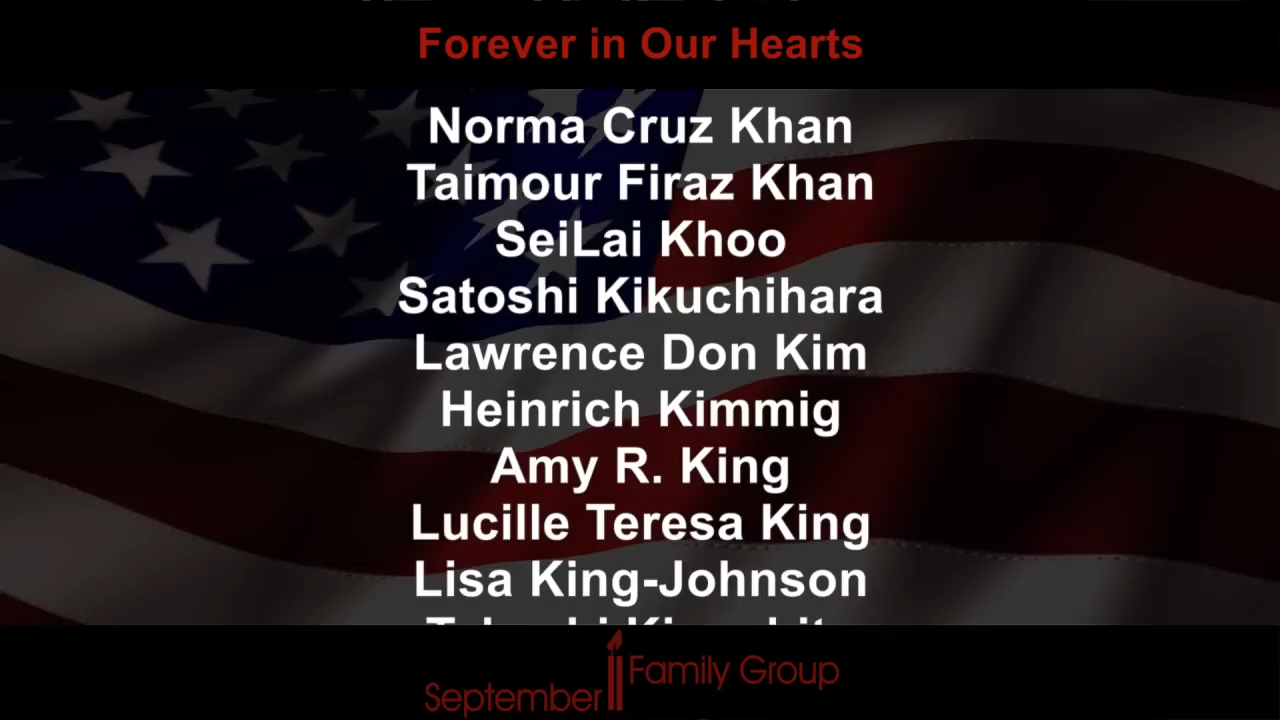 Forever in Our Hearts
Norma Cruz Khan
Taimour Firaz Khan
SeiLai Khoo
Satoshi Kikuchihara
Lawrence Don Kim
Heinrich Kimmig
Amy R. King
Lucille Teresa King
Lisa King-Johnson
September 11 Family Group